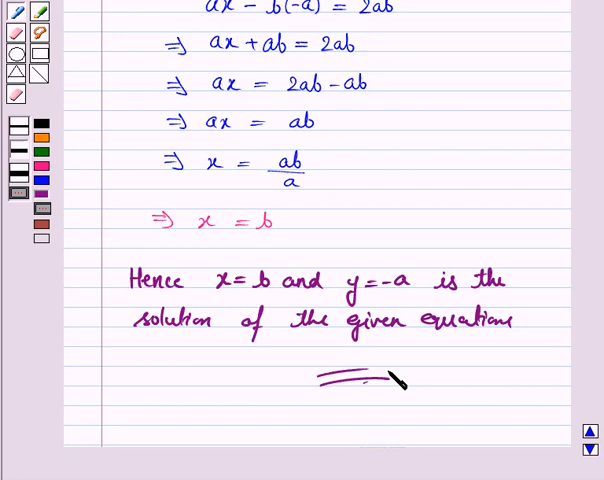 ax - b(-a) = 2ab
⇒ ax + ab = 2ab
⇒ ax = 2ab - ab
⇒ ax = ab
⇒ x = ab/a
⇒ x = b
Hence x = b and y = -a is the
solution of the given equations